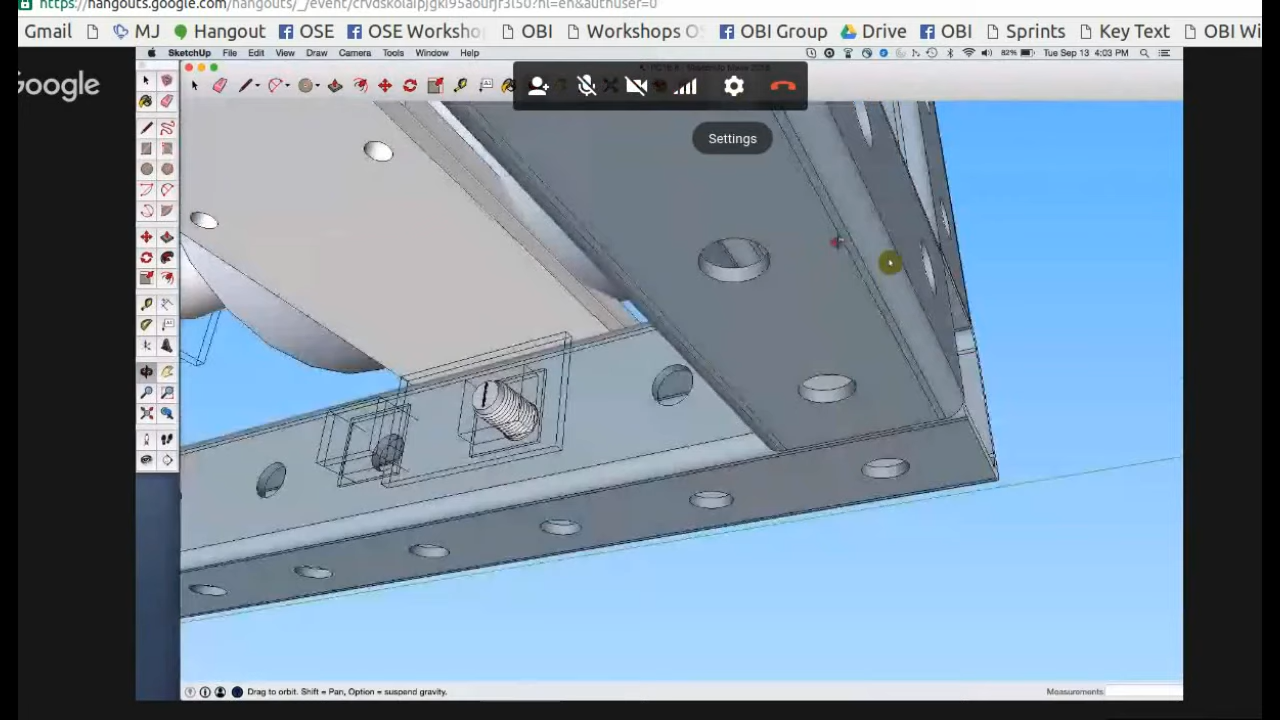 https://hangouts.google.com/hangouts/_/event/
Gmail MJ Hangout OSE OSE Worksho OBI Workshops O OBI Group Drive OBI Sprints Key Text OBI Wi
SketchUp File Edit View Draw Camera Tools Window Help 82% Tue Sep 13 4:03 PM
Google
Settings
Drag to orbit. Shift = Pan, Option = suspend gravity. Measurements